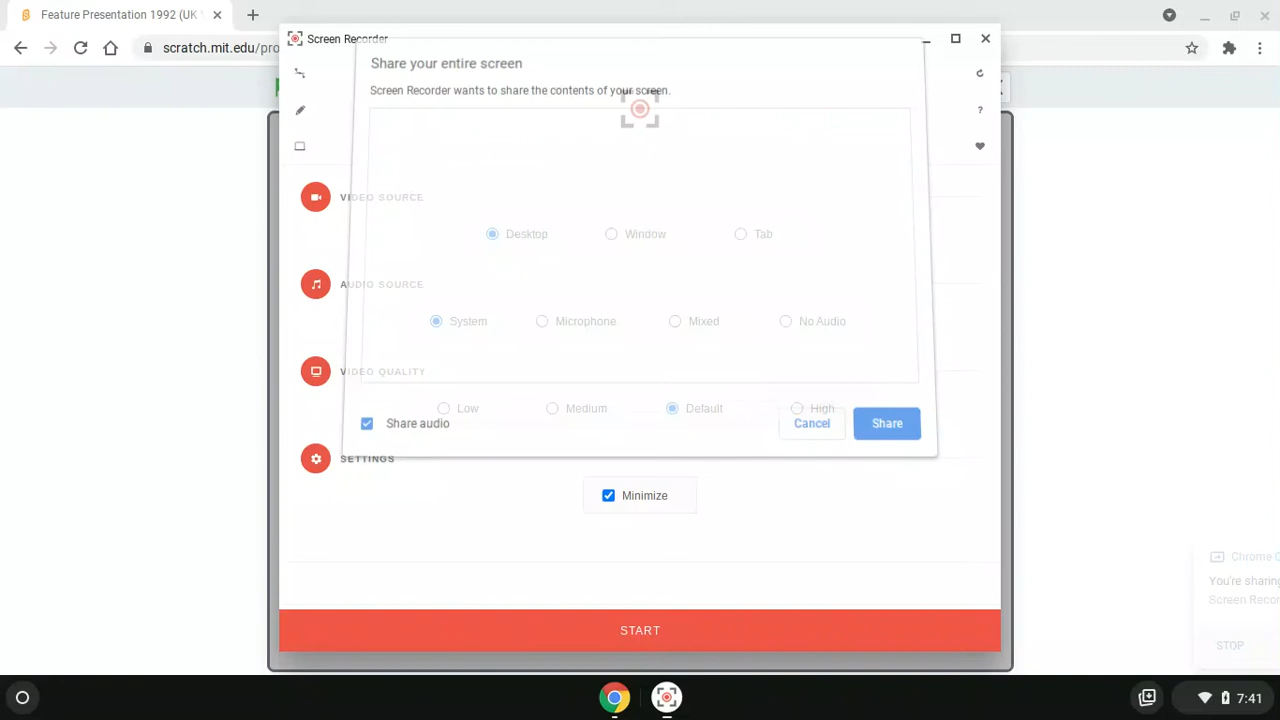 Feature Presentation 1992 (UK
scratch.mit.edu/pro
Screen Recorder
Share your entire screen
Screen Recorder wants to share the contents of your screen.
?
VIDEO SOURCE
Desktop
Window
Tab
AUDIO SOURCE
System
Microphone
Mixed
No Audio
VIDEO QUALITY
Low
Medium
Default
High
Share audio
Cancel
Share
SETTINGS
Minimize
START
Chrome
You're sharing
Screen Recor
STOP
7:41